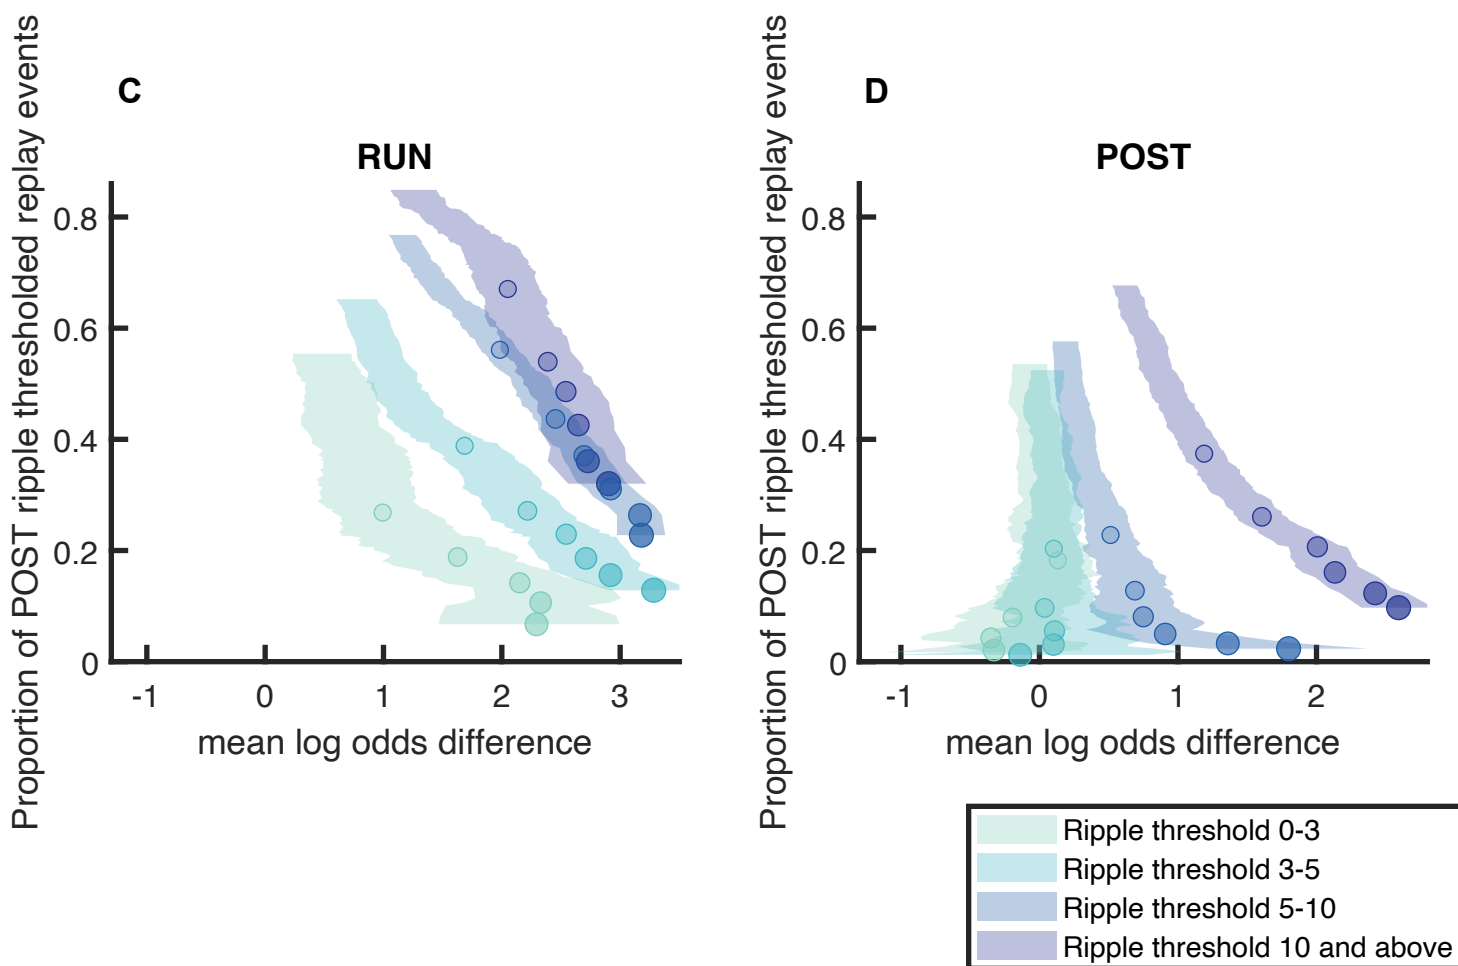 C
RUN
Proportion of POST ripple thresholded replay events
0.8
0.6
0.4
0.2
0
-1 0 1 2 3
mean log odds difference
D
POST
Proportion of POST ripple thresholded replay events
0.8
0.6
0.4
0.2
0
-1 0 1 2
mean log odds difference
Ripple threshold 0-3
Ripple threshold 3-5
Ripple threshold 5-10
Ripple threshold 10 and above